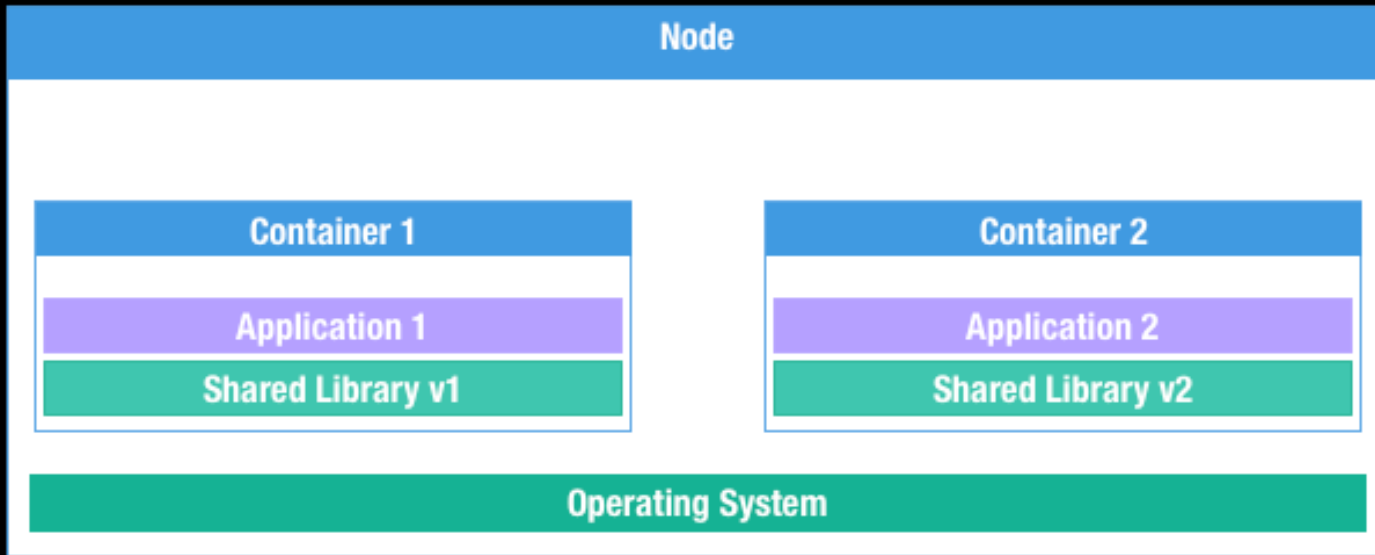 Node
Container 1
Container 2
Application 1
Application 2
Shared Library v1
Shared Library v2
Operating System